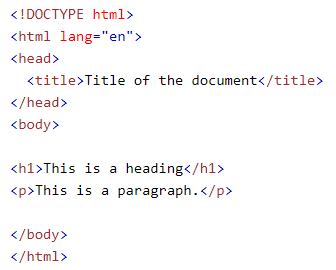 <!DOCTYPE html>
<html lang="en">
<head>
  <title>Title of the document</title>
</head>
<body>

<h1>This is a heading</h1>
<p>This is a paragraph.</p>

</body>
</html>